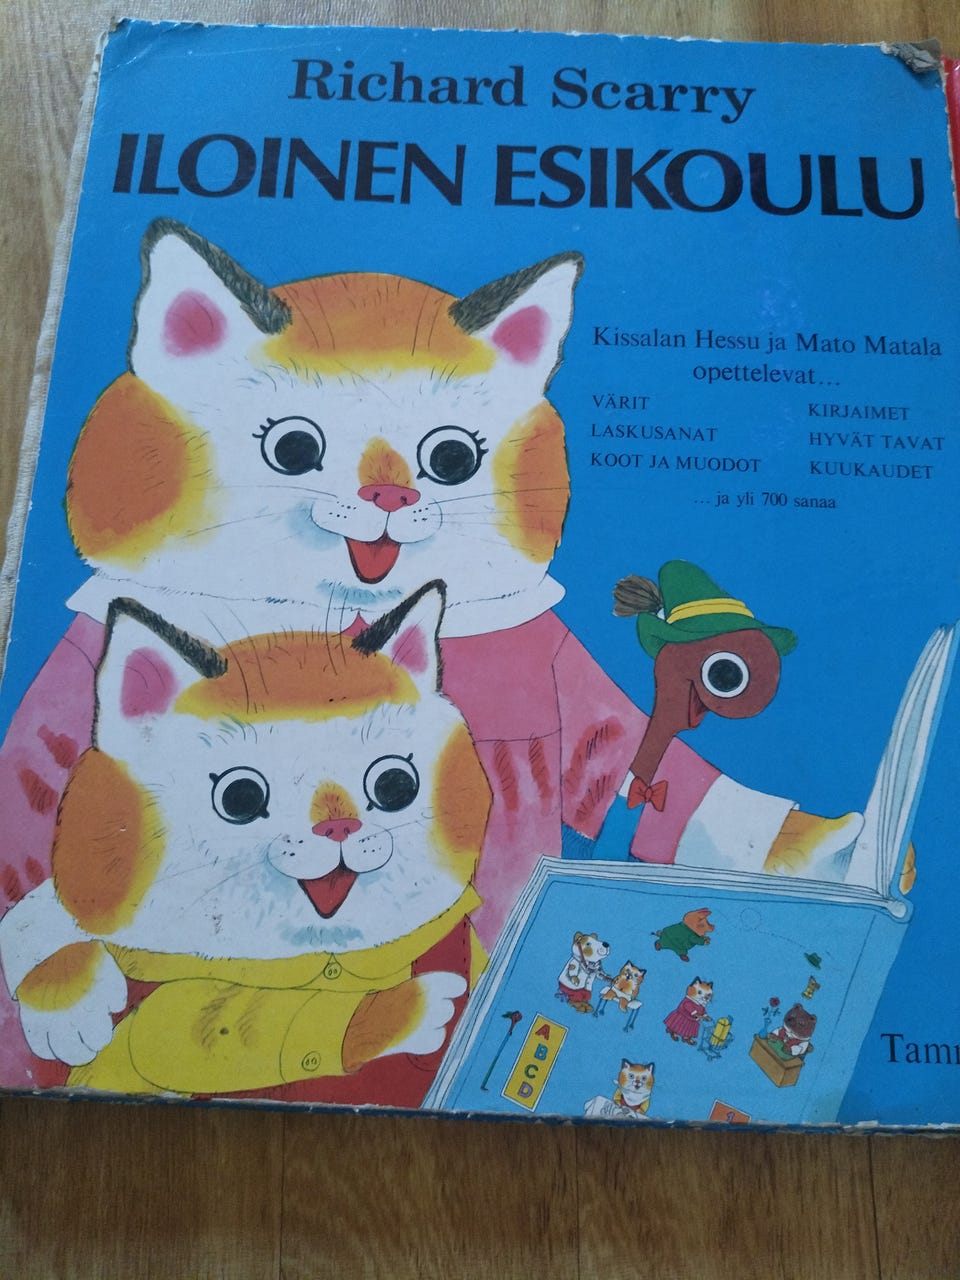 Richard Scarry
ILOINEN ESIKOULU
Kissalan Hessu ja Mato Matala
opettelevat...
VÄRIT
LASKUSANAT
KOOT JA MUODOT
KIRJAIMET
HYVÄT TAVAT
KUUKAUDET
... ja yli 700 sanaa
A
B
C
D
1